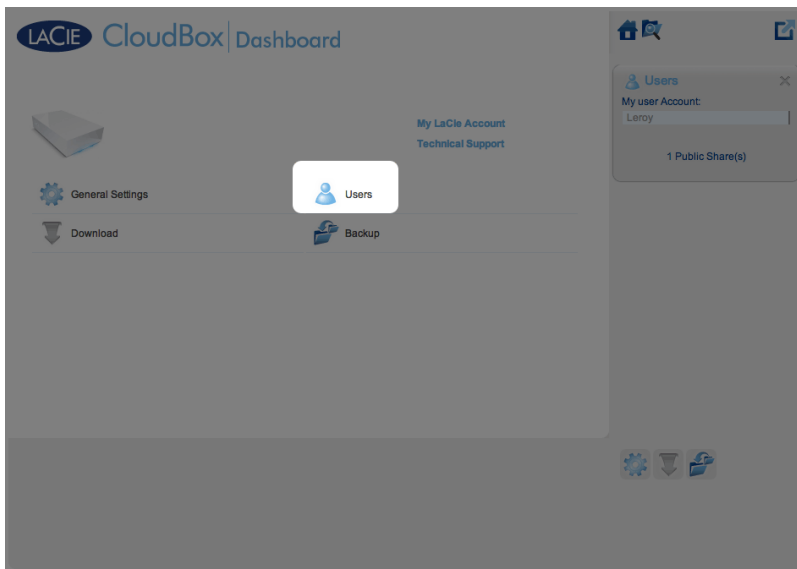 LACIE CloudBox Dashboard
My LaCie Account
Technical Support
General Settings
Users
Download
Backup
Users
My user Account:
Leroy
1 Public Share(s)